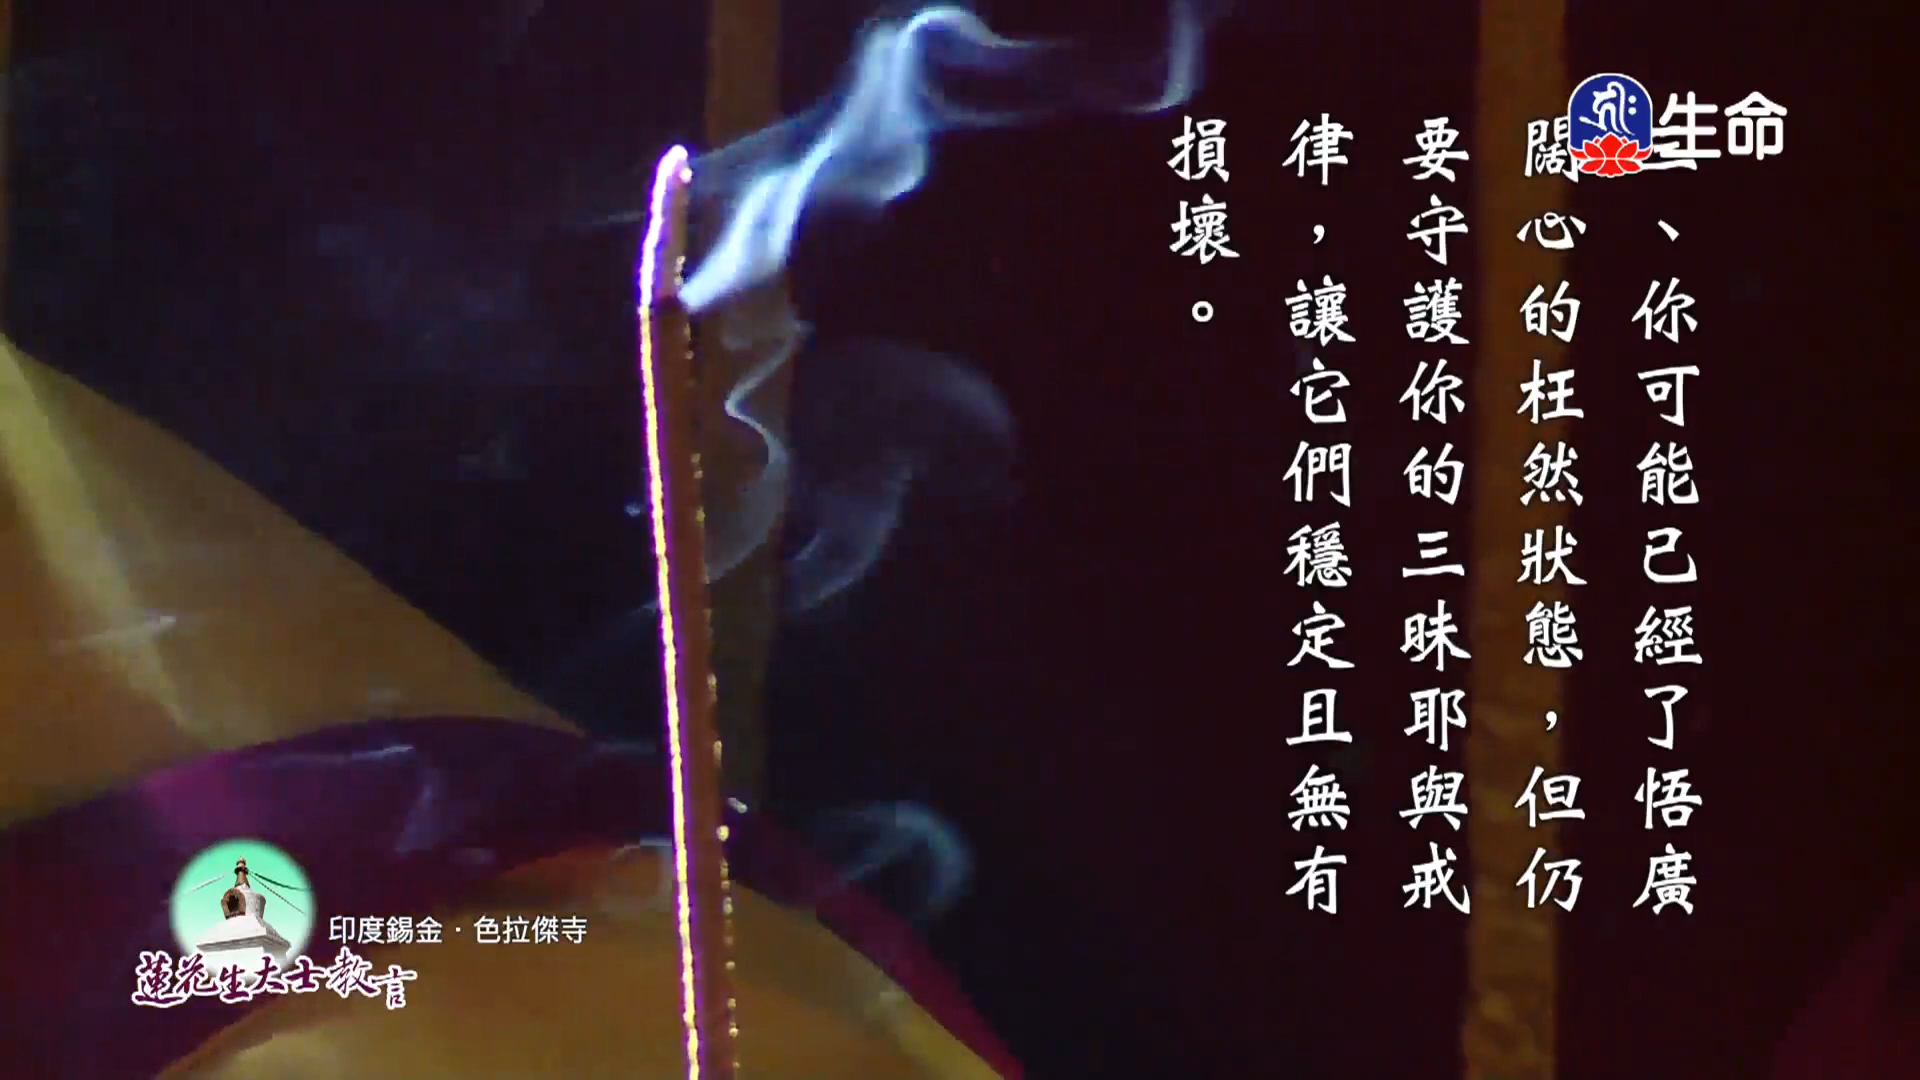 、你可能已經了悟廣
闊心的枉然狀態，但仍
要守護你的三昧耶與戒
律，讓它們穩定且無有
損壞。
生命
印度錫金·色拉傑寺
蓮花生大士教言